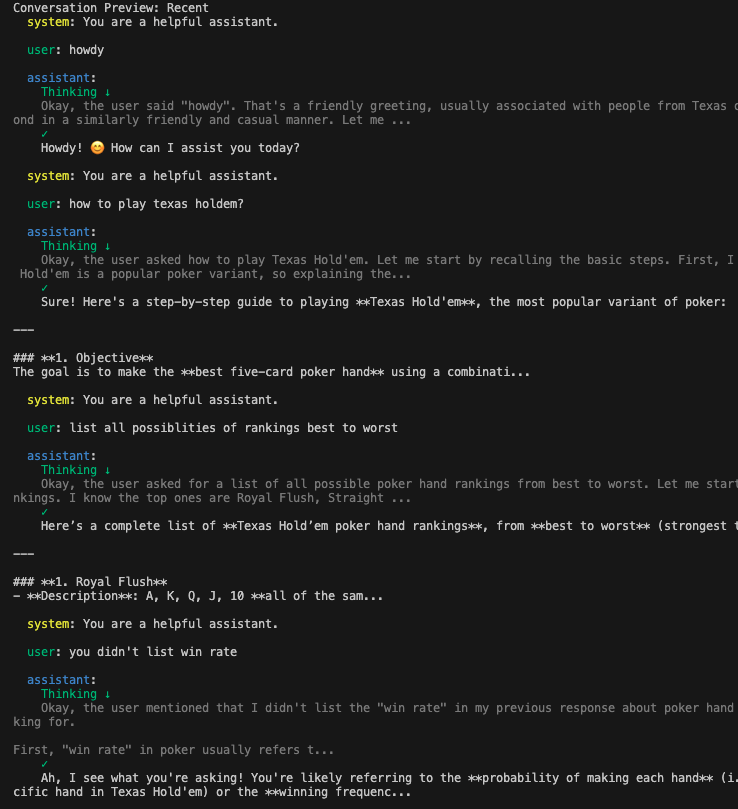 Conversation Preview: Recent
system: You are a helpful assistant.
user: howdy
assistant:
Thinking ↓
Okay, the user said "howdy". That's a friendly greeting, usually associated with people from Texas
ond in a similarly friendly and casual manner. Let me ...
✓
Howdy! 😊 How can I assist you today?
system: You are a helpful assistant.
user: how to play texas holdem?
assistant:
Thinking ↓
Okay, the user asked how to play Texas Hold'em. Let me start by recalling the basic steps. First, I
Hold'em is a popular poker variant, so explaining the...
✓
Sure! Here's a step-by-step guide to playing **Texas Hold'em**, the most popular variant of poker:
---
### **1. Objective**
The goal is to make the **best five-card poker hand** using a combinati...
system: You are a helpful assistant.
user: list all possiblities of rankings best to worst
assistant:
Thinking ↓
Okay, the user asked for a list of all possible poker hand rankings from best to worst. Let me start
nkings. I know the top ones are Royal Flush, Straight ...
✓
Here’s a complete list of **Texas Hold’em poker hand rankings**, from **best to worst** (strongest t
---
### **1. Royal Flush**
- **Description**: A, K, Q, J, 10 **all of the sam...
system: You are a helpful assistant.
user: you didn't list win rate
assistant:
Thinking ↓
Okay, the user mentioned that I didn't list the "win rate" in my previous response about poker hand
king for.
First, "win rate" in poker usually refers t...
✓
Ah, I see what you're asking! You're likely referring to the **probability of making each hand** (i.
cific hand in Texas Hold'em) or the **winning frequenc...